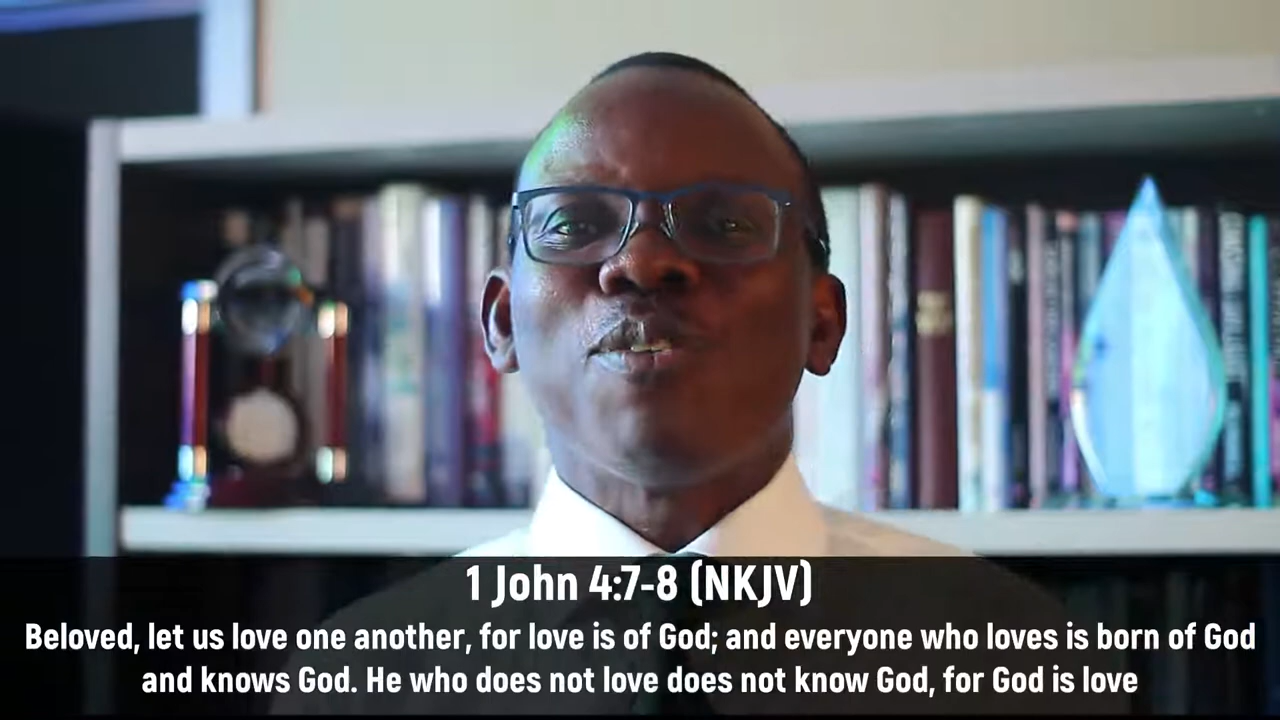 1 John 4:7-8 (NKJV)
Beloved, let us love one another, for love is of God; and everyone who loves is born of God
and knows God. He who does not love does not know God, for God is love